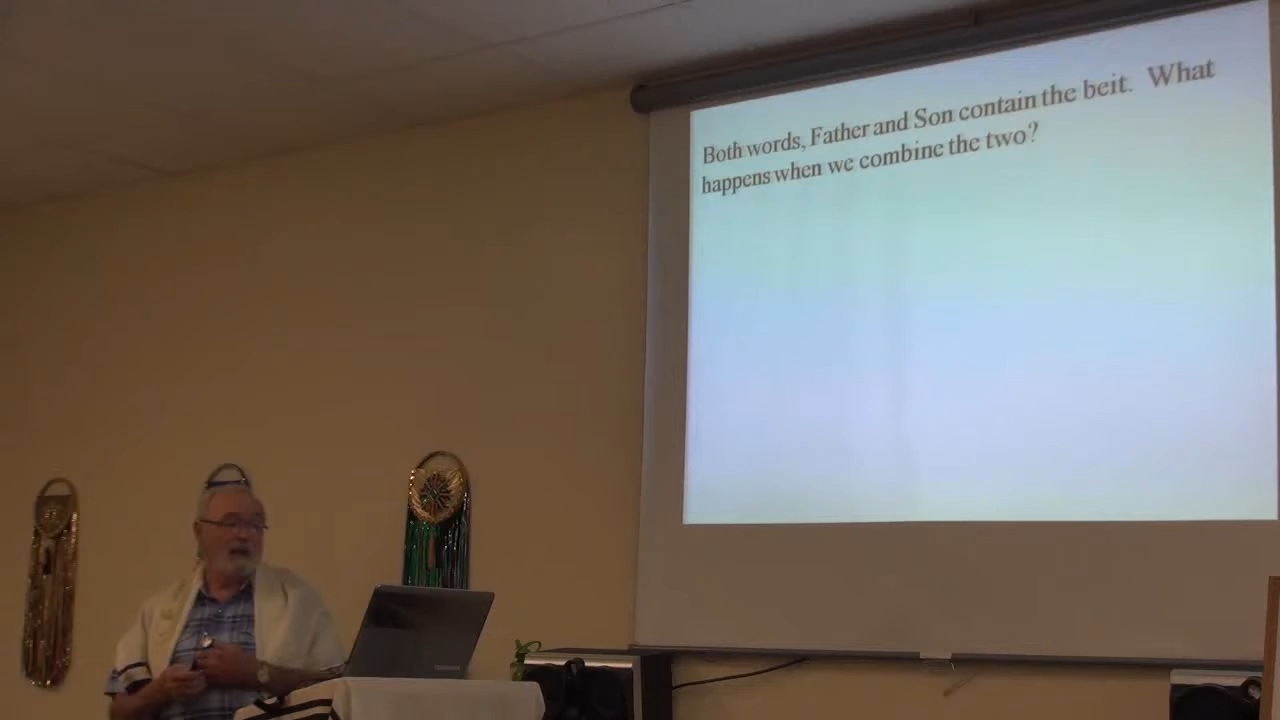 Both words, Father and Son contain the beit. What
happens when we combine the two?